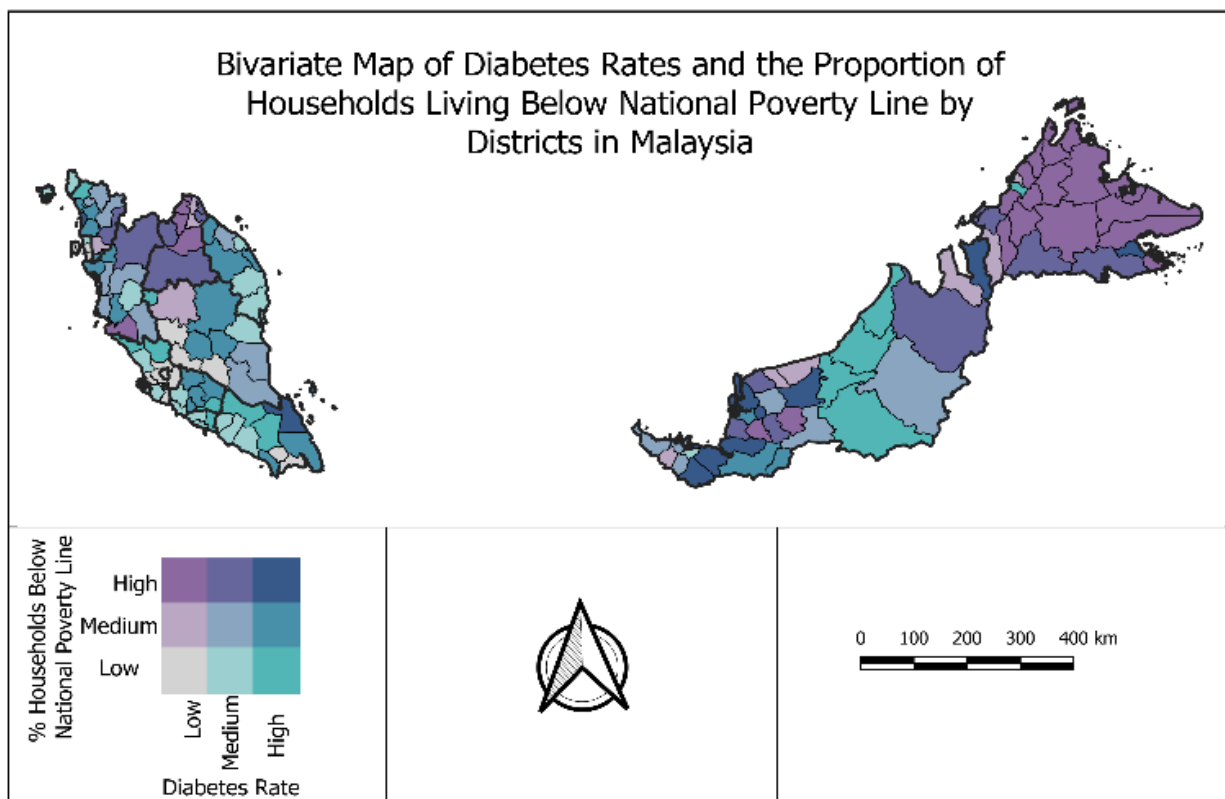 Bivariate Map of Diabetes Rates and the Proportion of
Households Living Below National Poverty Line by
Districts in Malaysia
% Households Below
National Poverty Line
High
Medium
Low
Low
Medium
High
Diabetes Rate
0 100 200 300 400 km